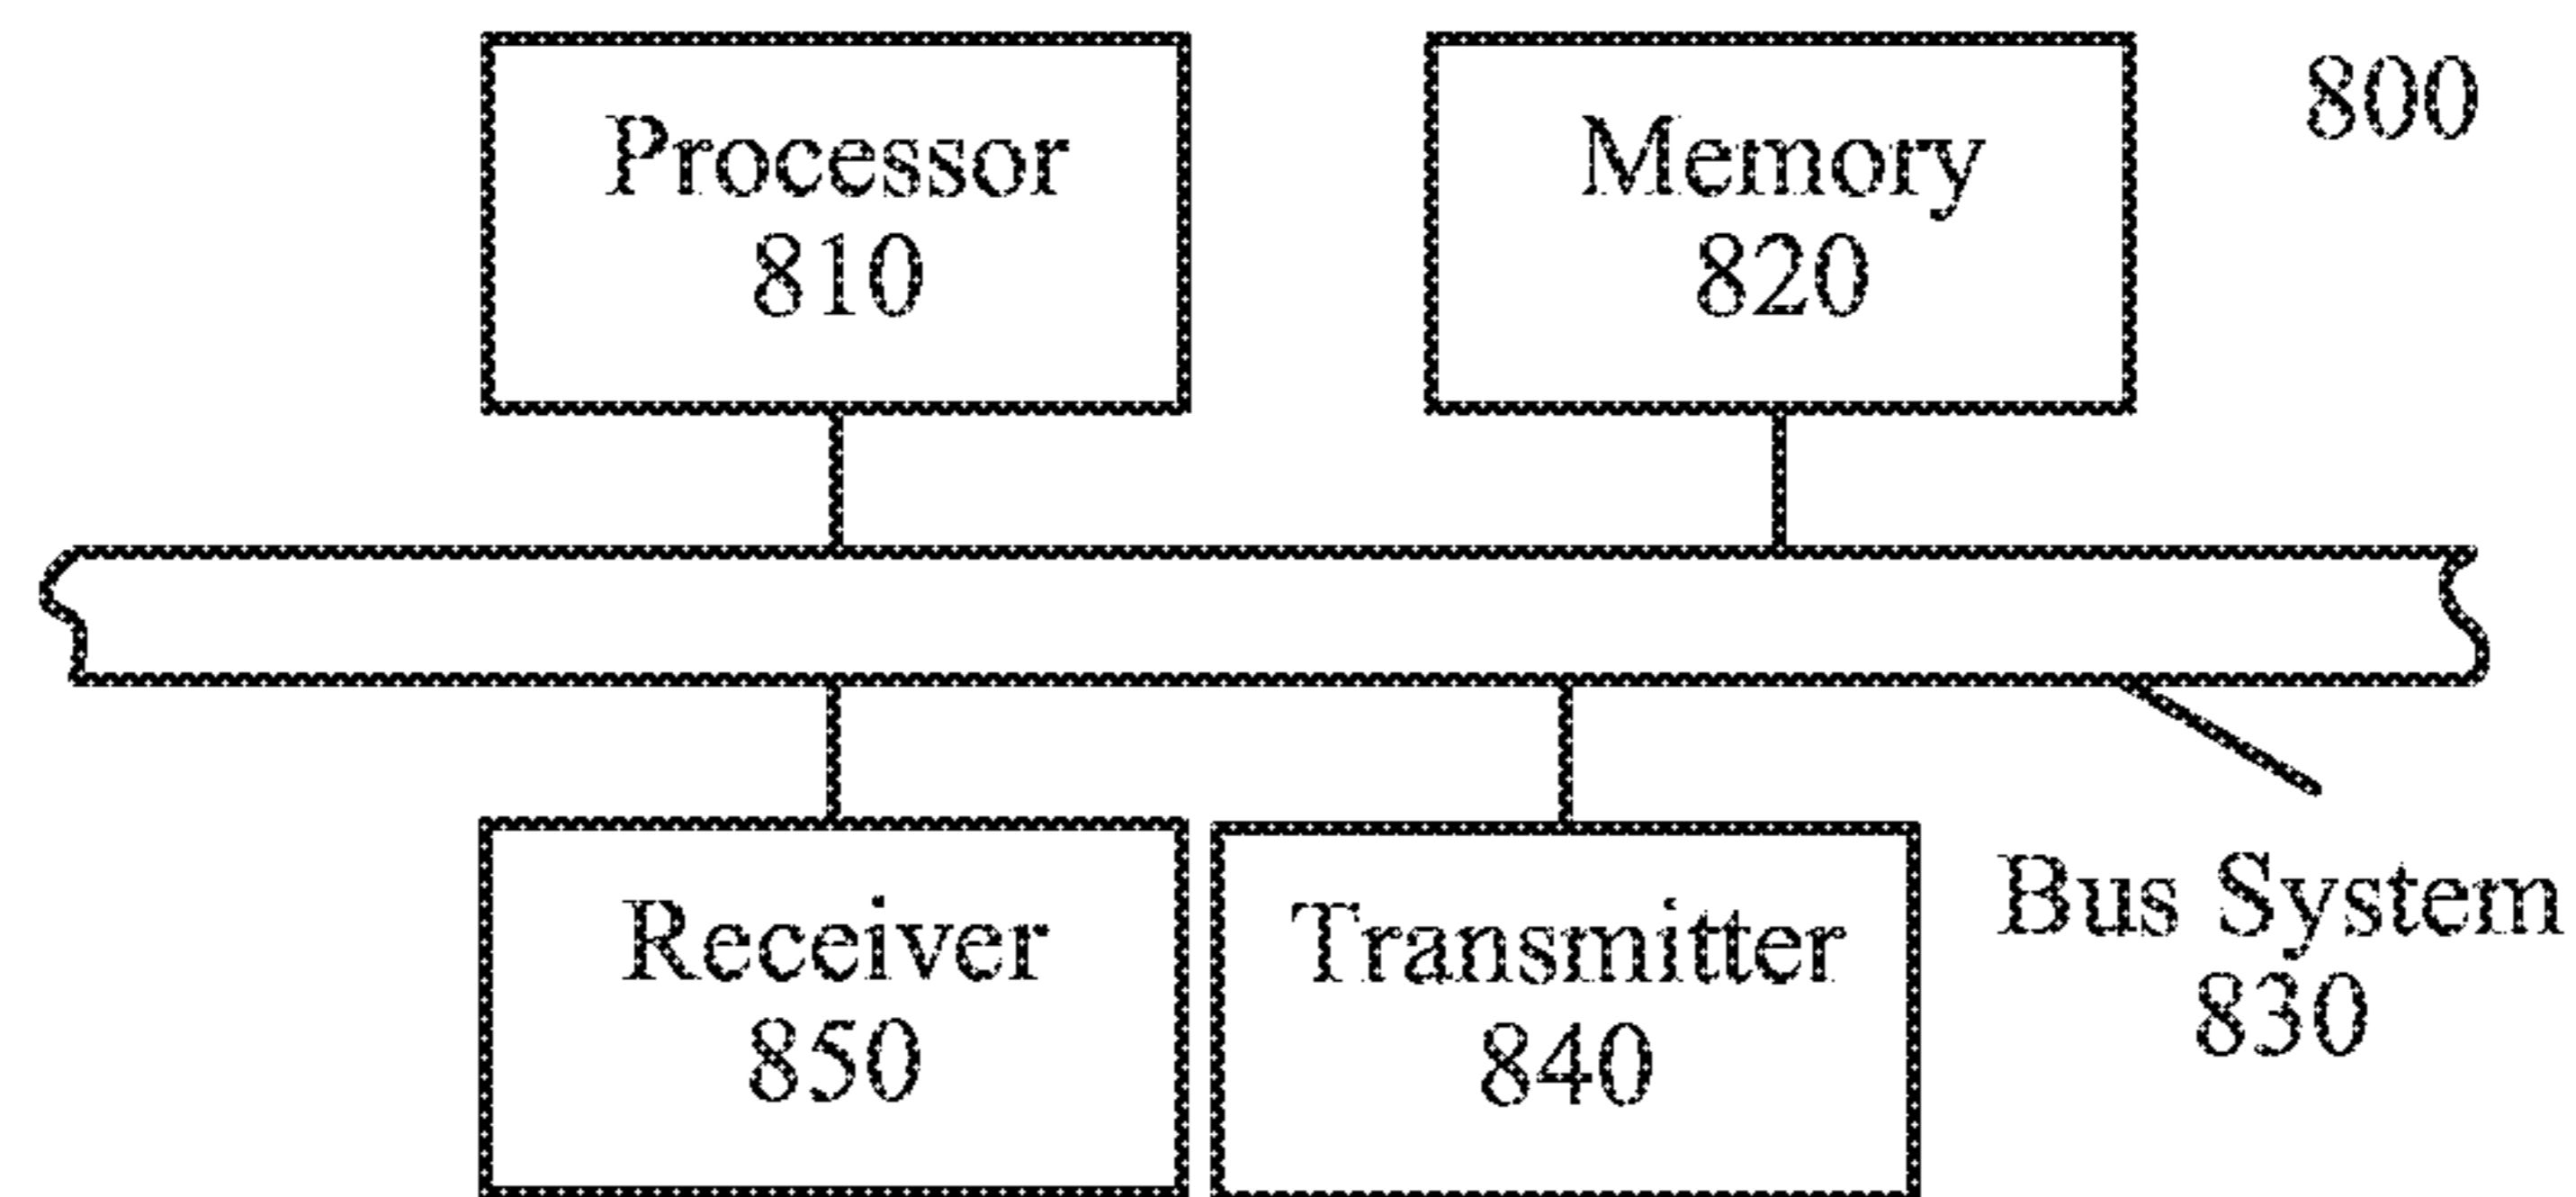 Processor
810
Memory
820
800
Receiver
850
Transmitter
840
Bus System
830